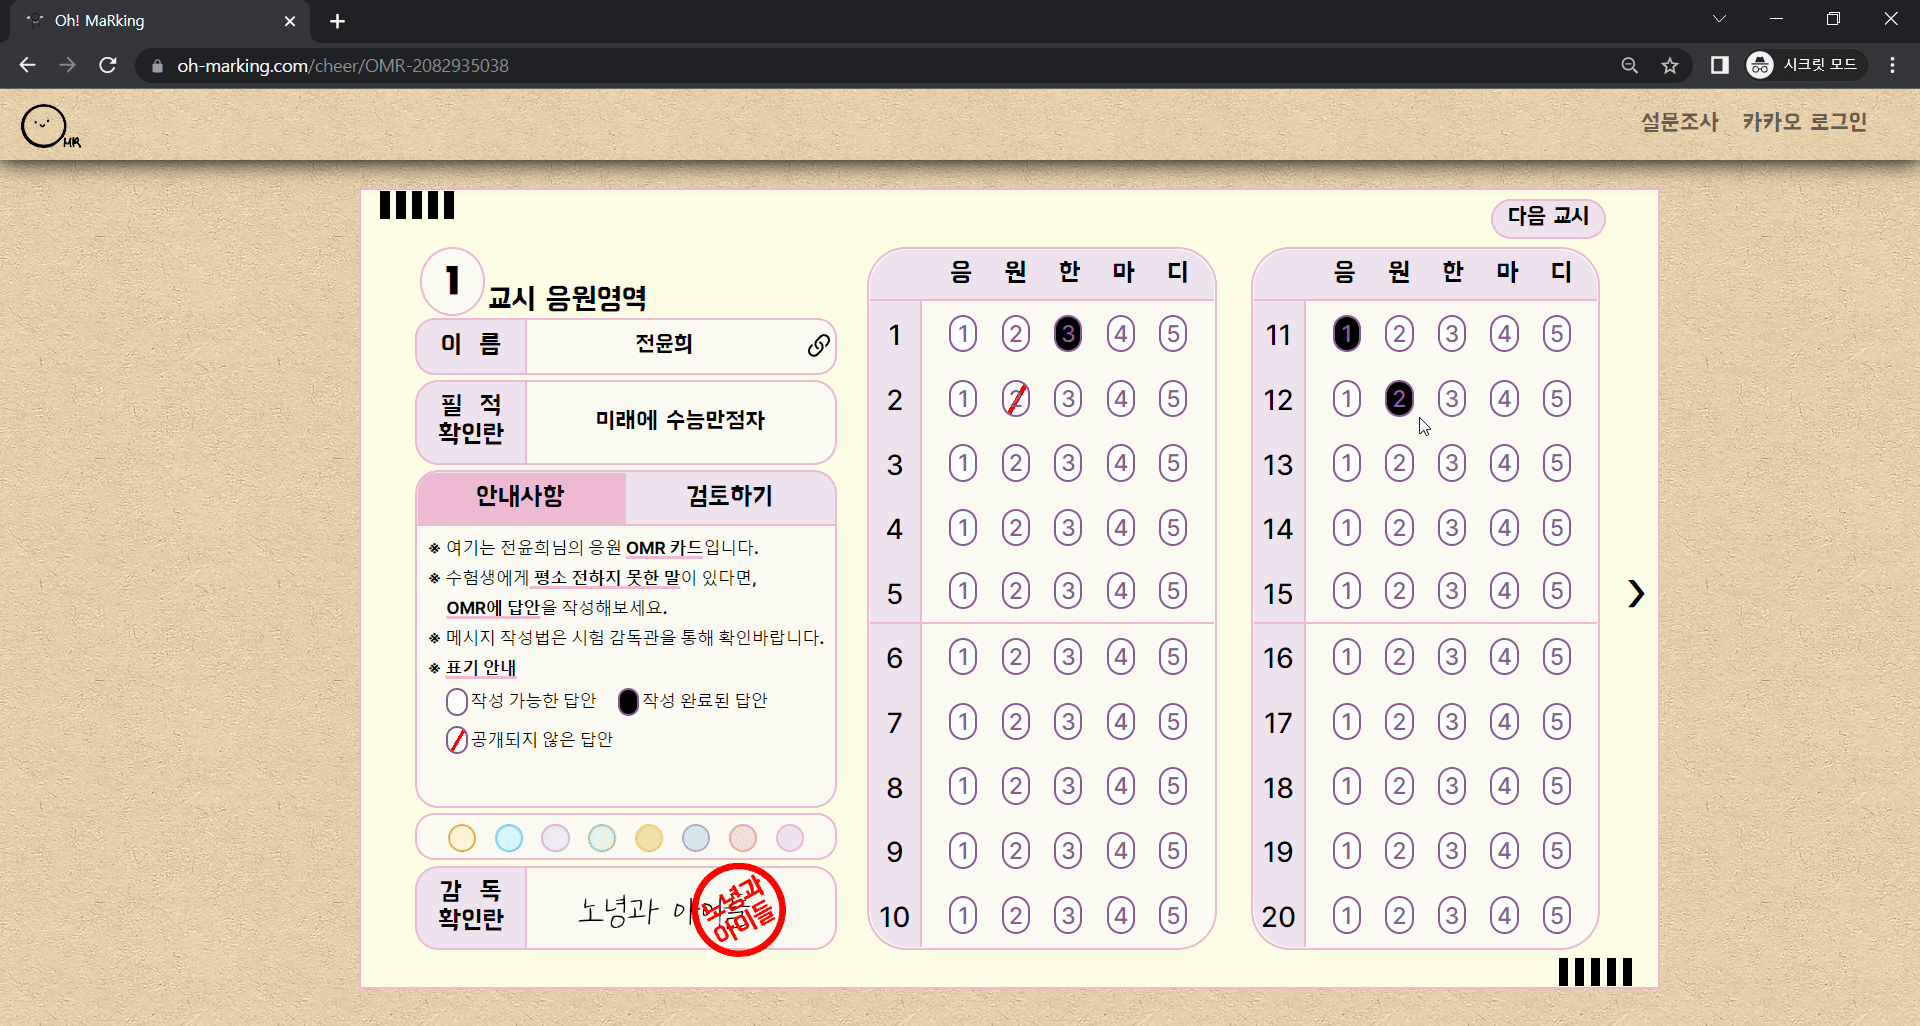 Oh! MaRking
oh-marking.com/cheer/OMR-2082935038
시크릿 모드
MR
설문조사 카카오 로그인
다음 교시
1 교시 응원영역
이 름 전윤희
필 적
확인란
미래에 수능만점자
안내사항 검토하기
※ 여기는 전윤희님의 응원 OMR 카드입니다.
※ 수험생에게 평소 전하지 못한 말이 있다면,
OMR에 답안을 작성해보세요.
※ 메시지 작성법은 시험 감독관을 통해 확인바랍니다.
※ 표기 안내
작성 가능한 답안 작성 완료된 답안
공개되지 않은 답안
감 독
확인란
노녕과 아이들
노녕과
아이들
응 원 한 마 디
1 1 2 3 4 5
2 1 2 3 4 5
3 1 2 3 4 5
4 1 2 3 4 5
5 1 2 3 4 5
6 1 2 3 4 5
7 1 2 3 4 5
8 1 2 3 4 5
9 1 2 3 4 5
10 1 2 3 4 5
응 원 한 마 디
11 1 2 3 4 5
12 1 2 3 4 5
13 1 2 3 4 5
14 1 2 3 4 5
15 1 2 3 4 5
16 1 2 3 4 5
17 1 2 3 4 5
18 1 2 3 4 5
19 1 2 3 4 5
20 1 2 3 4 5